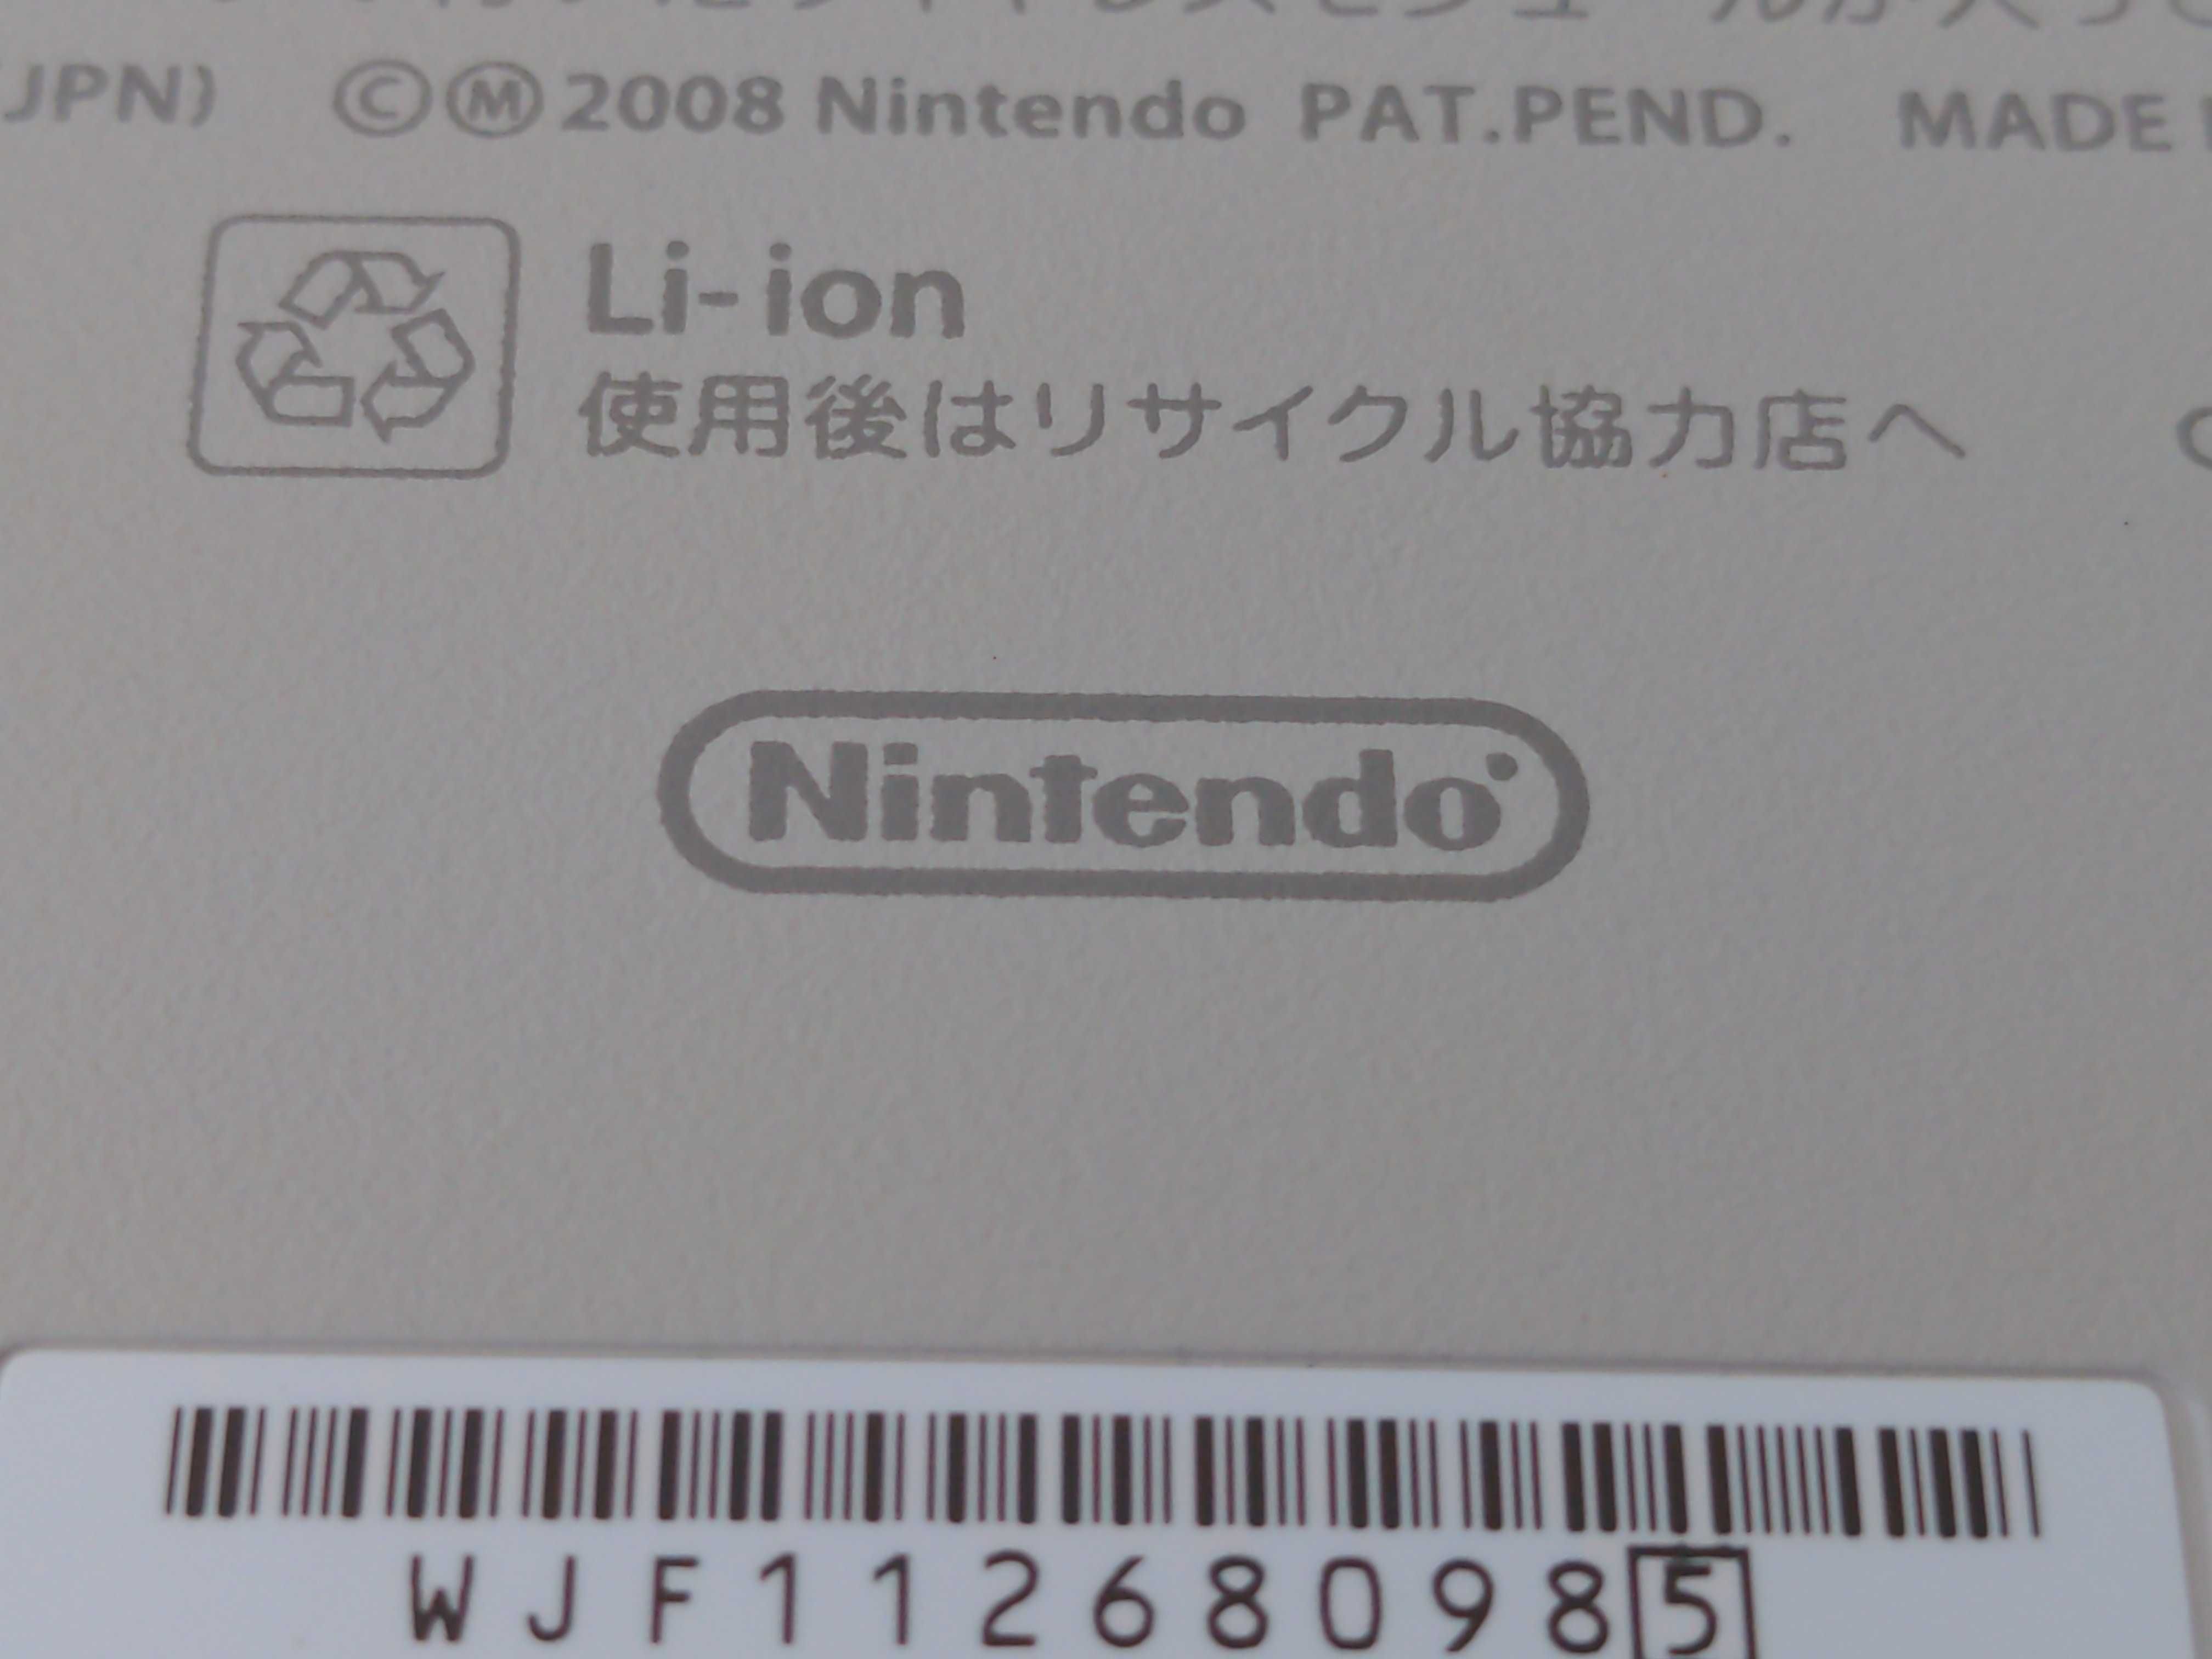 JPN) ©Ⓜ2008 Nintendo PAT.PEND. MADE
Li-ion
使用後はリサイクル協力店へ
Nintendo
WJF112680985